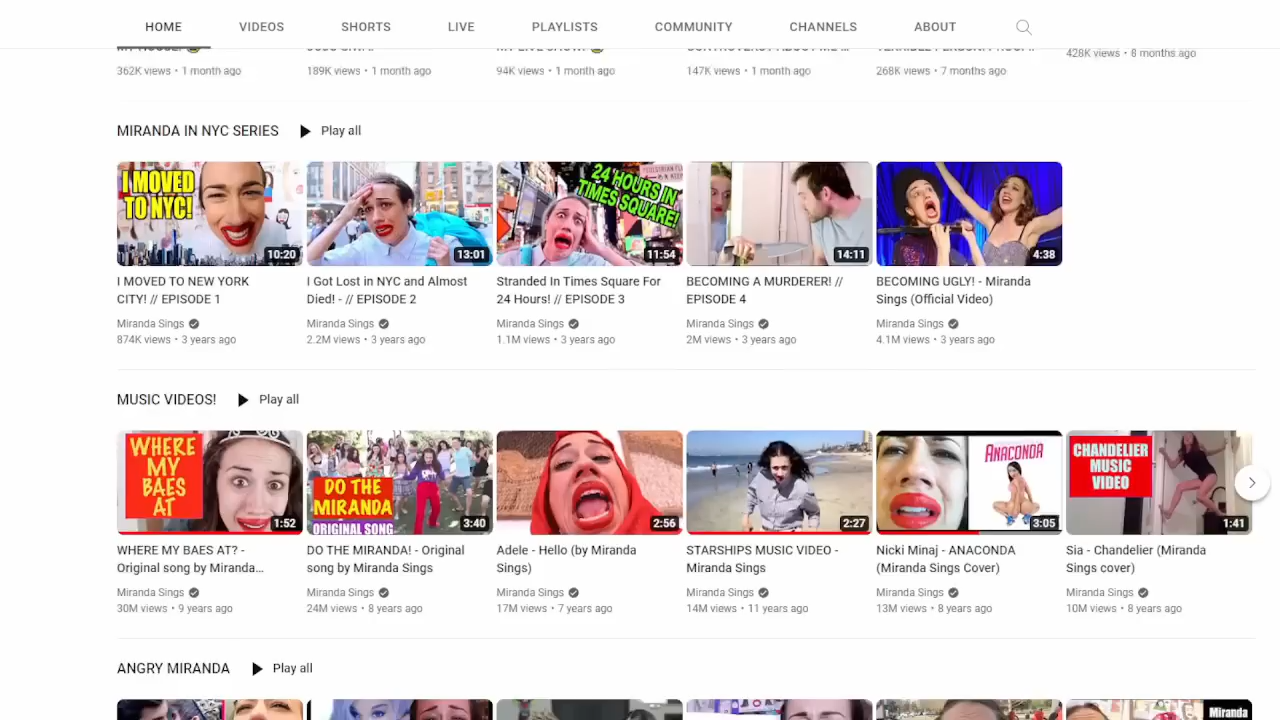 HOME VIDEOS SHORTS LIVE PLAYLISTS COMMUNITY CHANNELS ABOUT
362K views • 1 month ago
189K views • 1 month ago
94K views • 1 month ago
147K views • 1 month ago
268K views • 7 months ago
428K views • 8 months ago
MIRANDA IN NYC SERIES Play all
I MOVED
TO NYC!
10:20
13:01
24 HOURS IN
TIMES SQUARE!
11:54
14:11
4:38
I MOVED TO NEW YORK
CITY! // EPISODE 1
Miranda Sings
874K views • 3 years ago
I Got Lost in NYC and Almost
Died! - // EPISODE 2
Miranda Sings
2.2M views • 3 years ago
Stranded In Times Square For
24 Hours! // EPISODE 3
Miranda Sings
1.1M views • 3 years ago
BECOMING A MURDERER! //
EPISODE 4
Miranda Sings
2M views • 3 years ago
BECOMING UGLY! - Miranda
Sings (Official Video)
Miranda Sings
4.1M views • 3 years ago
MUSIC VIDEOS! Play all
WHERE
MY
BAES
AT
1:52
DO THE
MIRANDA
ORIGINAL SONG
3:40
2:56
2:27
ANACONDA
3:05
CHANDELIER
MUSIC
VIDEO
1:41
WHERE MY BAES AT? -
Original song by Miranda...
Miranda Sings
30M views • 9 years ago
DO THE MIRANDA! - Original
song by Miranda Sings
Miranda Sings
24M views • 8 years ago
Adele - Hello (by Miranda
Sings)
Miranda Sings
17M views • 7 years ago
STARSHIPS MUSIC VIDEO -
Miranda Sings
Miranda Sings
14M views • 11 years ago
Nicki Minaj - ANACONDA
(Miranda Sings Cover)
Miranda Sings
13M views • 8 years ago
Sia - Chandelier (Miranda
Sings cover)
Miranda Sings
10M views • 8 years ago
ANGRY MIRANDA Play all
Miranda